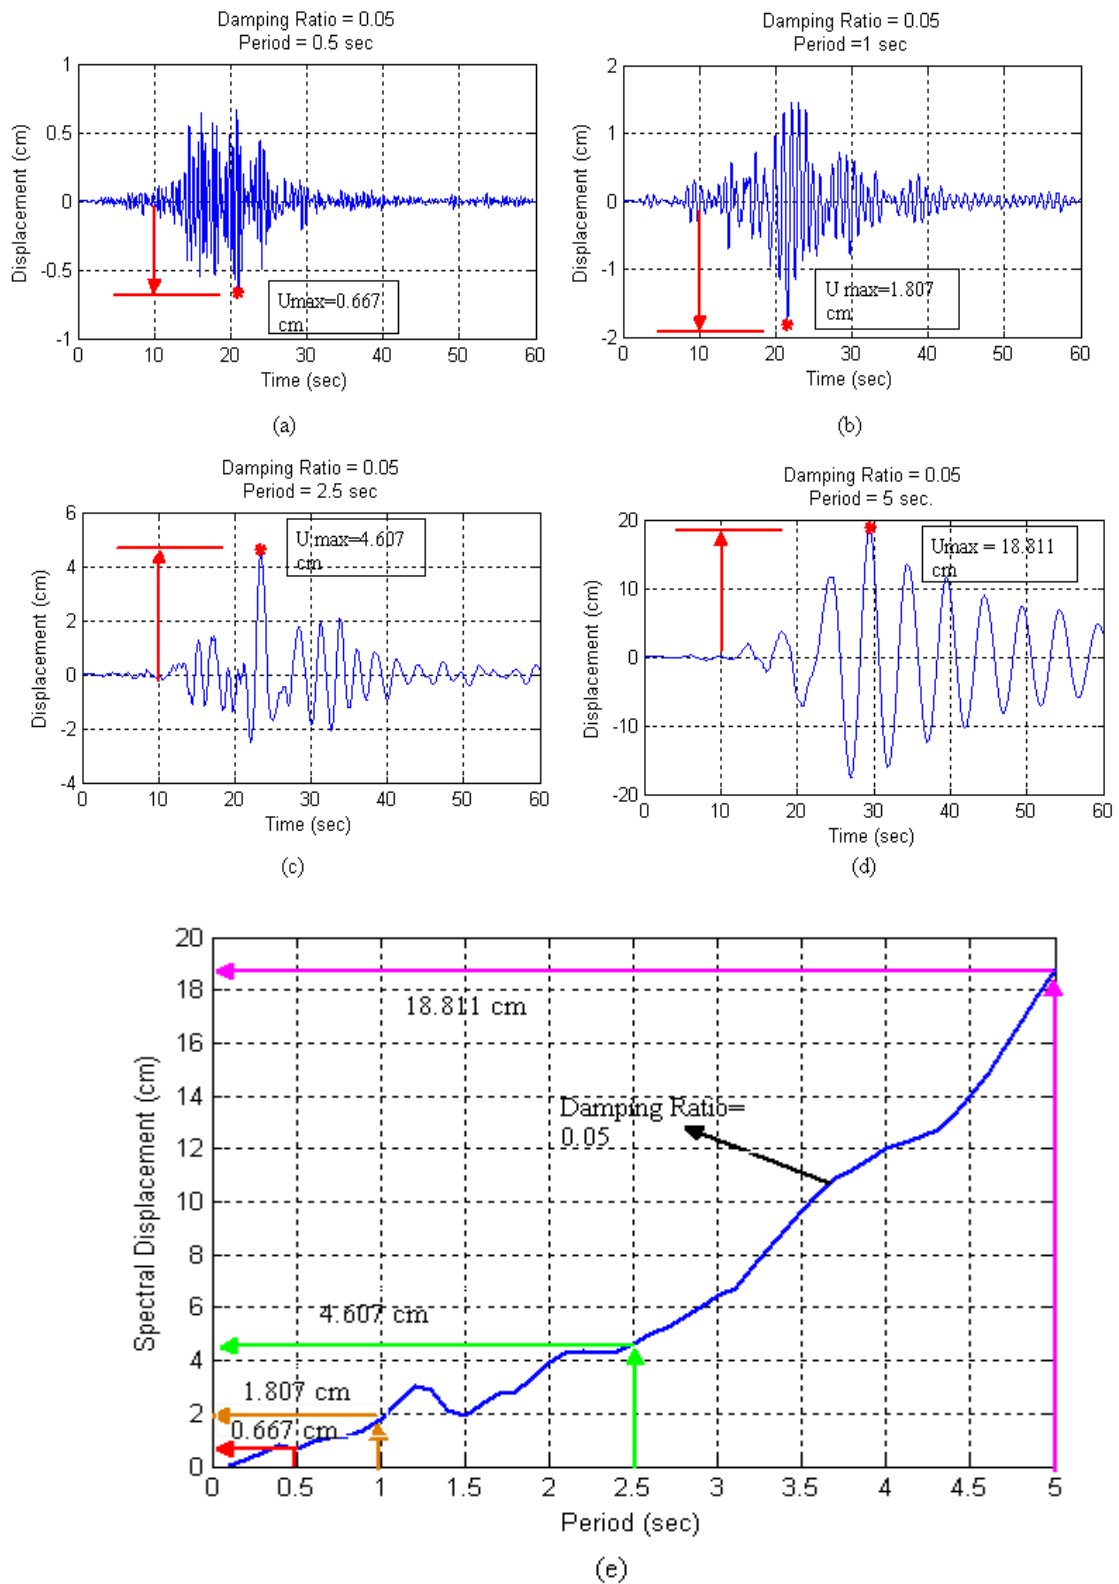 Damping Ratio = 0.05
Period = 0.5 sec
1
0.5
0
-0.5
-1
Displacement (cm)
Umax=0.667
cm
0 10 20 30 40 50 60
Time (sec)
(a)
Damping Ratio = 0.05
Period =1 sec
2
1
0
-1
-2
Displacement (cm)
U max=1.807
cm
0 10 20 30 40 50 60
Time (sec)
(b)
Damping Ratio = 0.05
Period = 2.5 sec
6
4
2
0
-2
-4
Displacement (cm)
U max=4.607
cm
0 10 20 30 40 50 60
Time (sec)
(c)
Damping Ratio = 0.05
Period = 5 sec.
20
10
0
-10
-20
Displacement (cm)
Umax = 18.811
cm
0 10 20 30 40 50 60
Time (sec)
(d)
20
18
16
14
12
10
8
6
4
2
0
Spectral Displacement (cm)
18.811 cm
Damping Ratio=
0.05
4.607 cm
1.807 cm
0.667 cm
0 0.5 1 1.5 2 2.5 3 3.5 4 4.5 5
Period (sec)
(e)